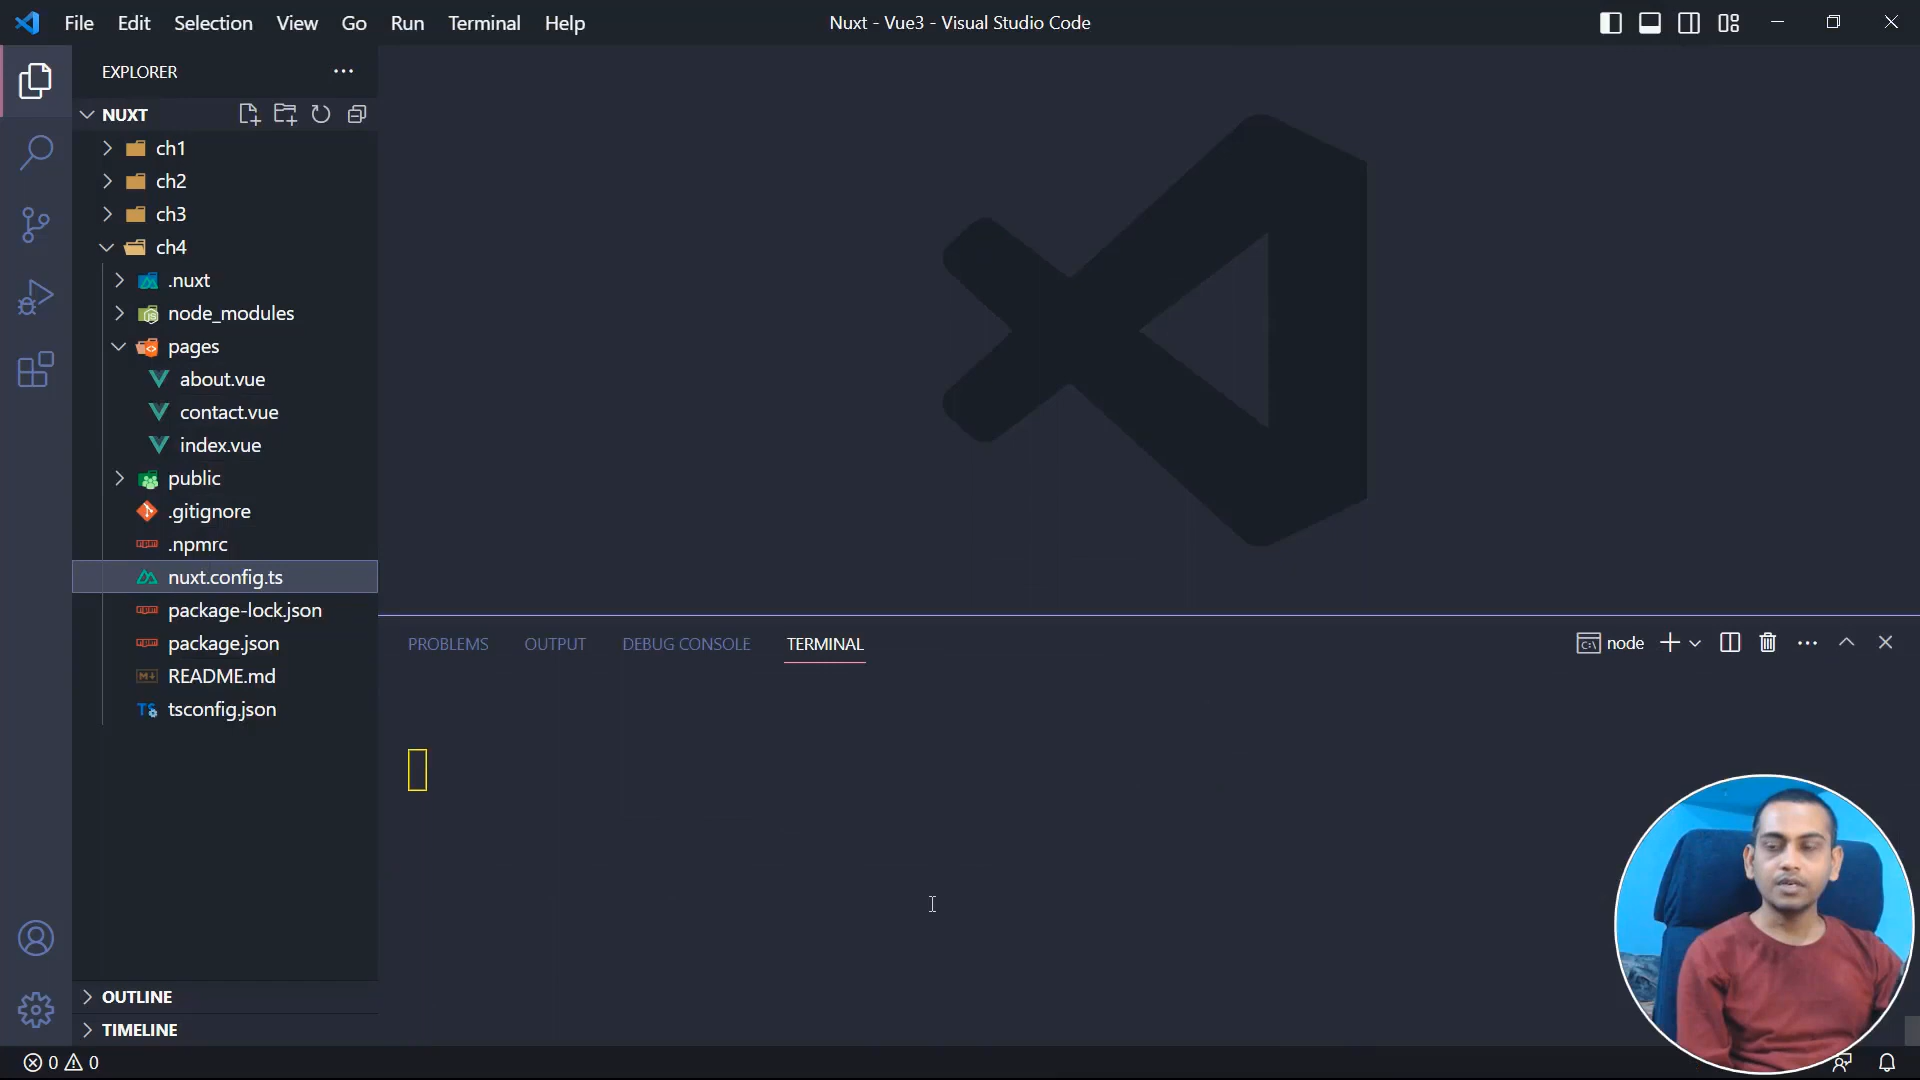 File Edit Selection View Go Run Terminal Help
Nuxt - Vue3 - Visual Studio Code
EXPLORER
NUXT
ch1
ch2
ch3
ch4
.nuxt
node_modules
pages
about.vue
contact.vue
index.vue
public
.gitignore
.npmrc
nuxt.config.ts
package-lock.json
package.json
README.md
tsconfig.json
OUTLINE
TIMELINE
PROBLEMS OUTPUT DEBUG CONSOLE TERMINAL
node
0 0